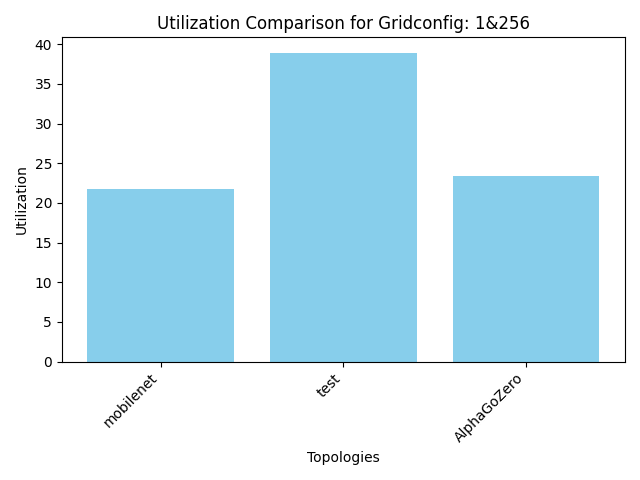 Utilization Comparison for Gridconfig: 1&256
Utilization
40
35
30
25
20
15
10
5
0
mobilenet
test
AlphaGoZero
Topologies